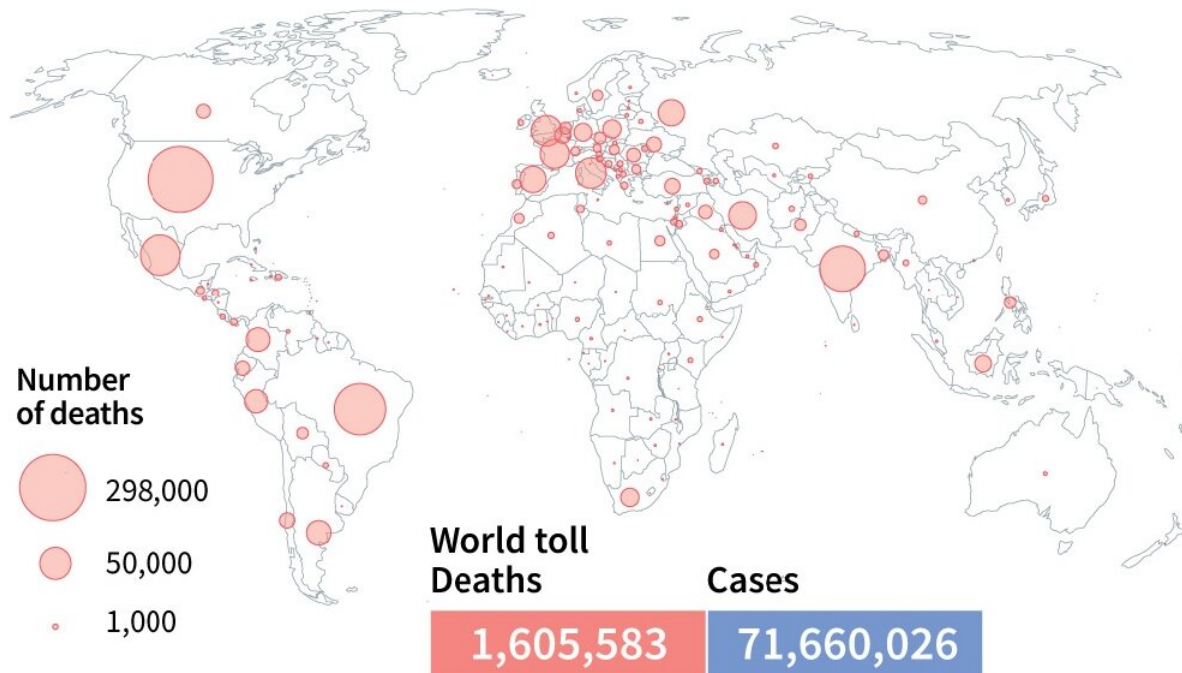 Number
of deaths
298,000
50,000
1,000
World toll
Deaths
Cases
1,605,583
71,660,026